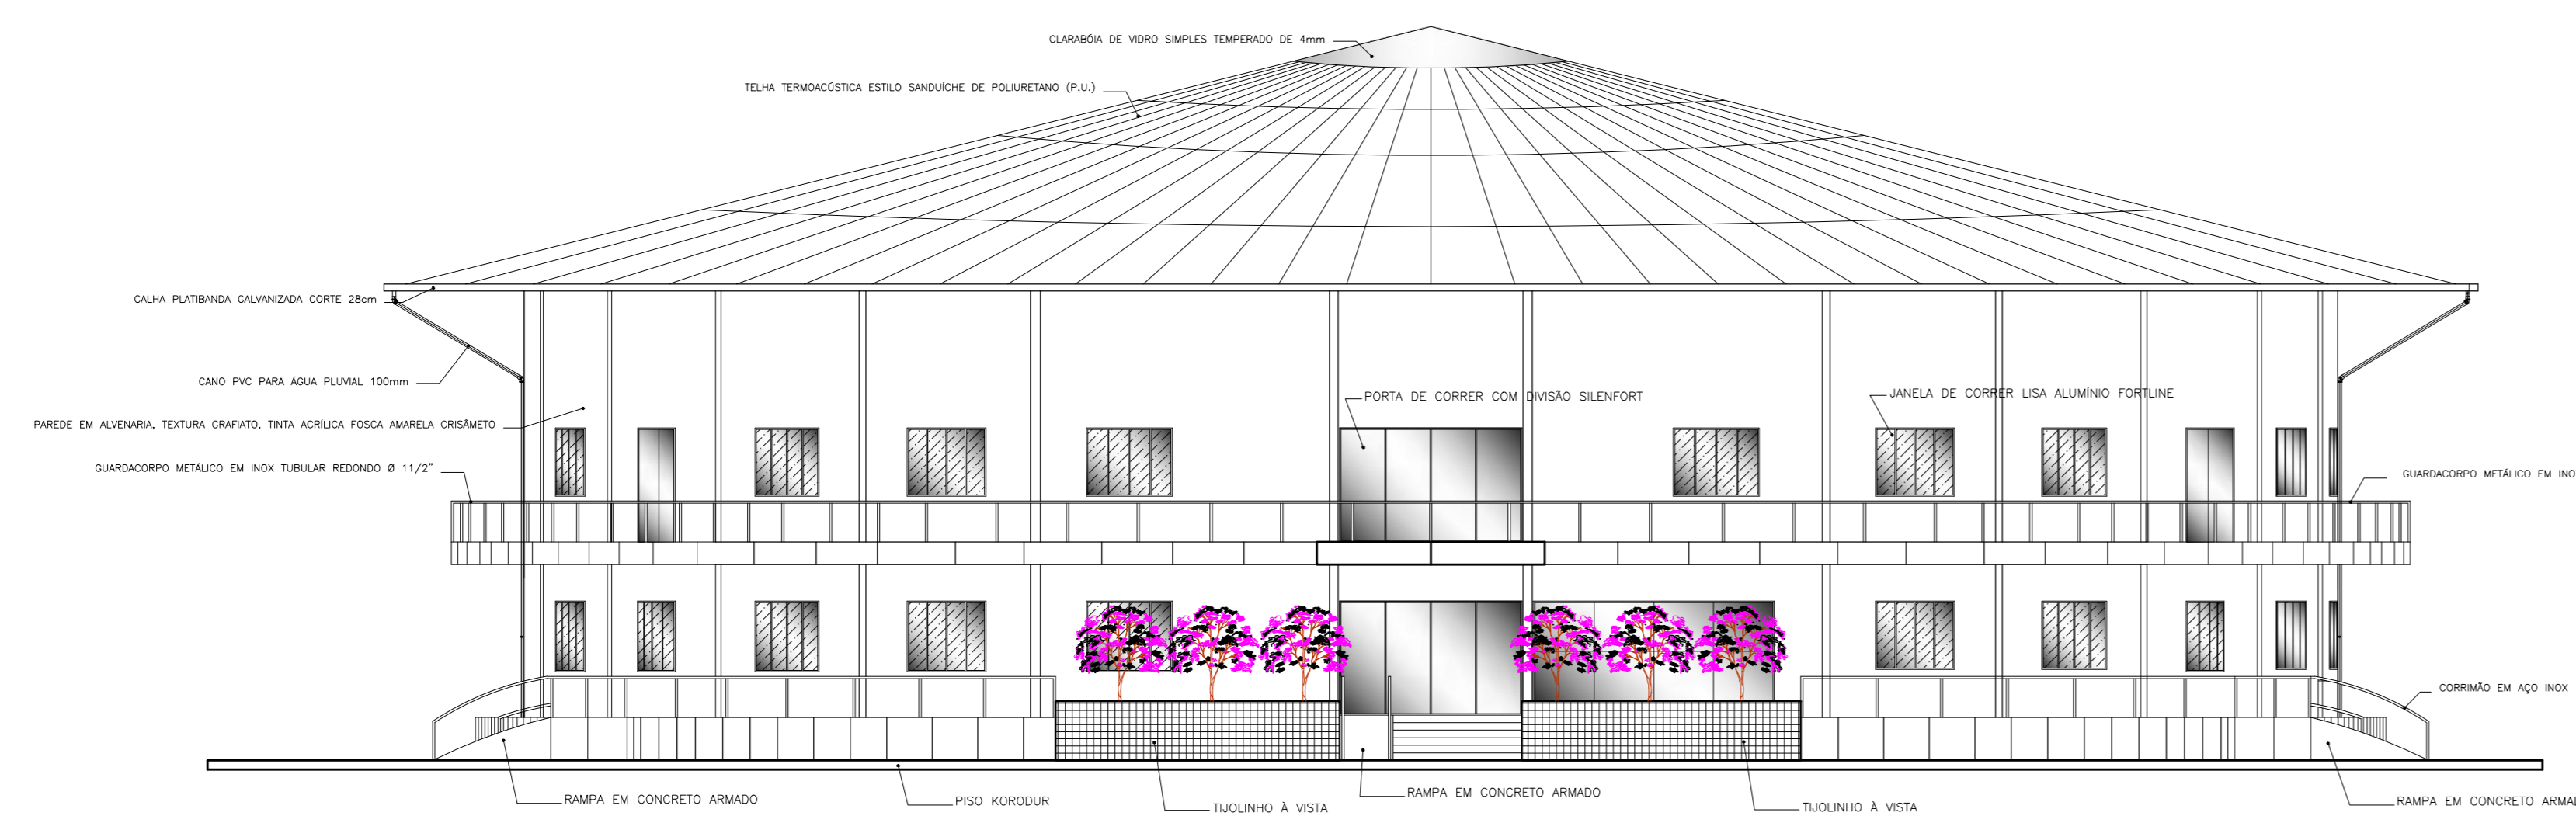 CLARABÓIA DE VIDRO SIMPLES TEMPERADO DE 4mm
TELHA TERMOACÚSTICA ESTILO SANDUÍCHE DE POLIURETANO (P.U.)
CALHA PLATIBANDA GALVANIZADA CORTE 28cm
CANO PVC PARA ÁGUA PLUVIAL 100mm
PORTA DE CORRER COM DIVISÃO SILENFORT
JANELA DE CORRER LISA ALUMÍNIO FORTLINE
PAREDE EM ALVENARIA, TEXTURA GRAFIATO, TINTA ACRÍLICA FOSCA AMARELA CRISÂMETO
GUARDACORPO METÁLICO EM INOX TUBULAR REDONDO Ø 11/2"
GUARDACORPO METÁLICO EM INO
CORRIMÃO EM AÇO INOX
RAMPA EM CONCRETO ARMADO
PISO KORODUR
TIJOLINHO À VISTA
RAMPA EM CONCRETO ARMADO
TIJOLINHO À VISTA
RAMPA EM CONCRETO ARMA